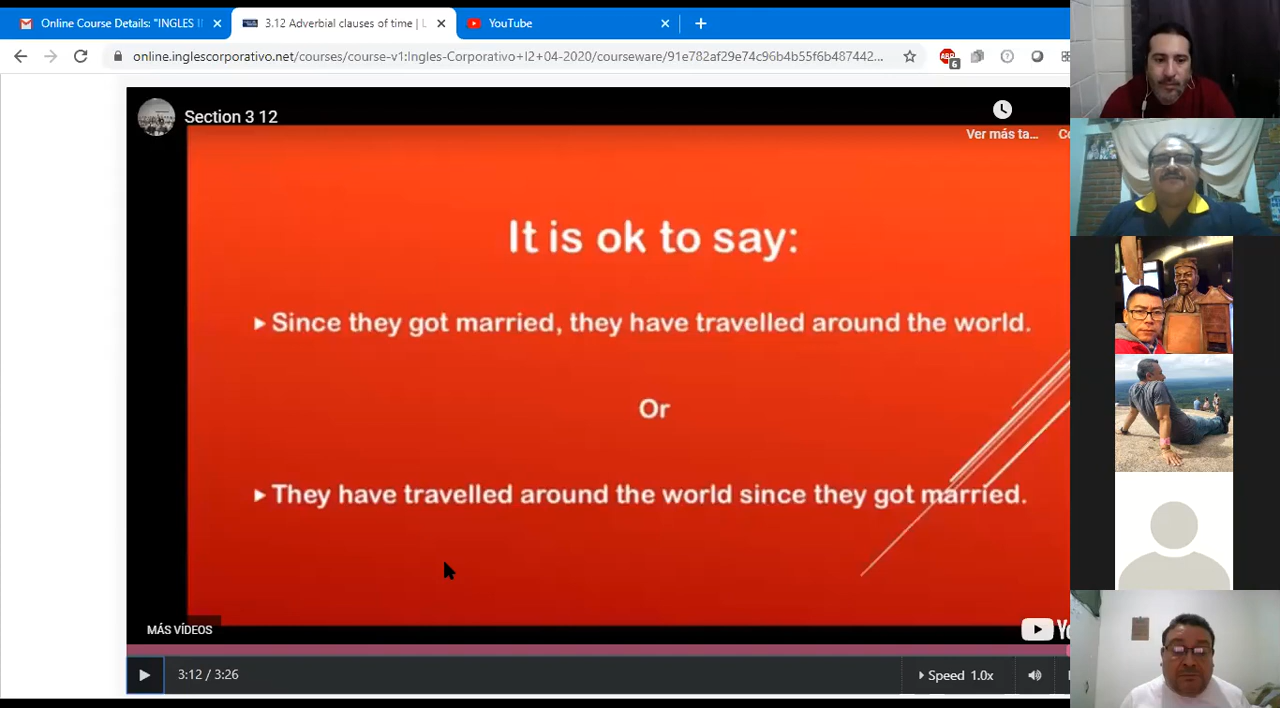 Online Course Details: "INGLES I
3.12 Adverbial clauses of time | L
YouTube
online.inglescorporativo.net/courses/course-v1:Ingles-Corporativo+I2+04-2020/courseware/91e782af29e74c96b4b55f6b487442...
6
Section 3 12
Ver más ta...
It is ok to say:
Since they got married, they have travelled around the world.
Or
They have travelled around the world since they got married.
MÁS VÍDEOS
3:12 / 3:26
Speed 1.0x